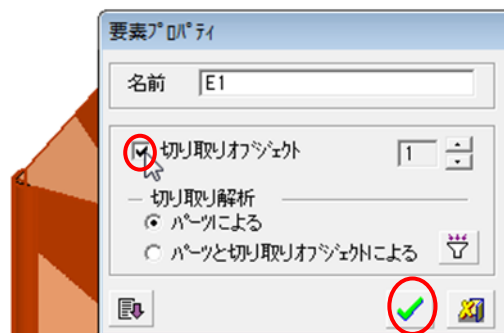 要素ﾌﾟﾛﾊﾟﾃｨ
名前 E1
切り取りｵﾌﾞｼﾞｪｸﾄ 1
切り取り解析
ﾊﾟｰﾂによる
ﾊﾟｰﾂと切り取りｵﾌﾞｼﾞｪｸﾄによる